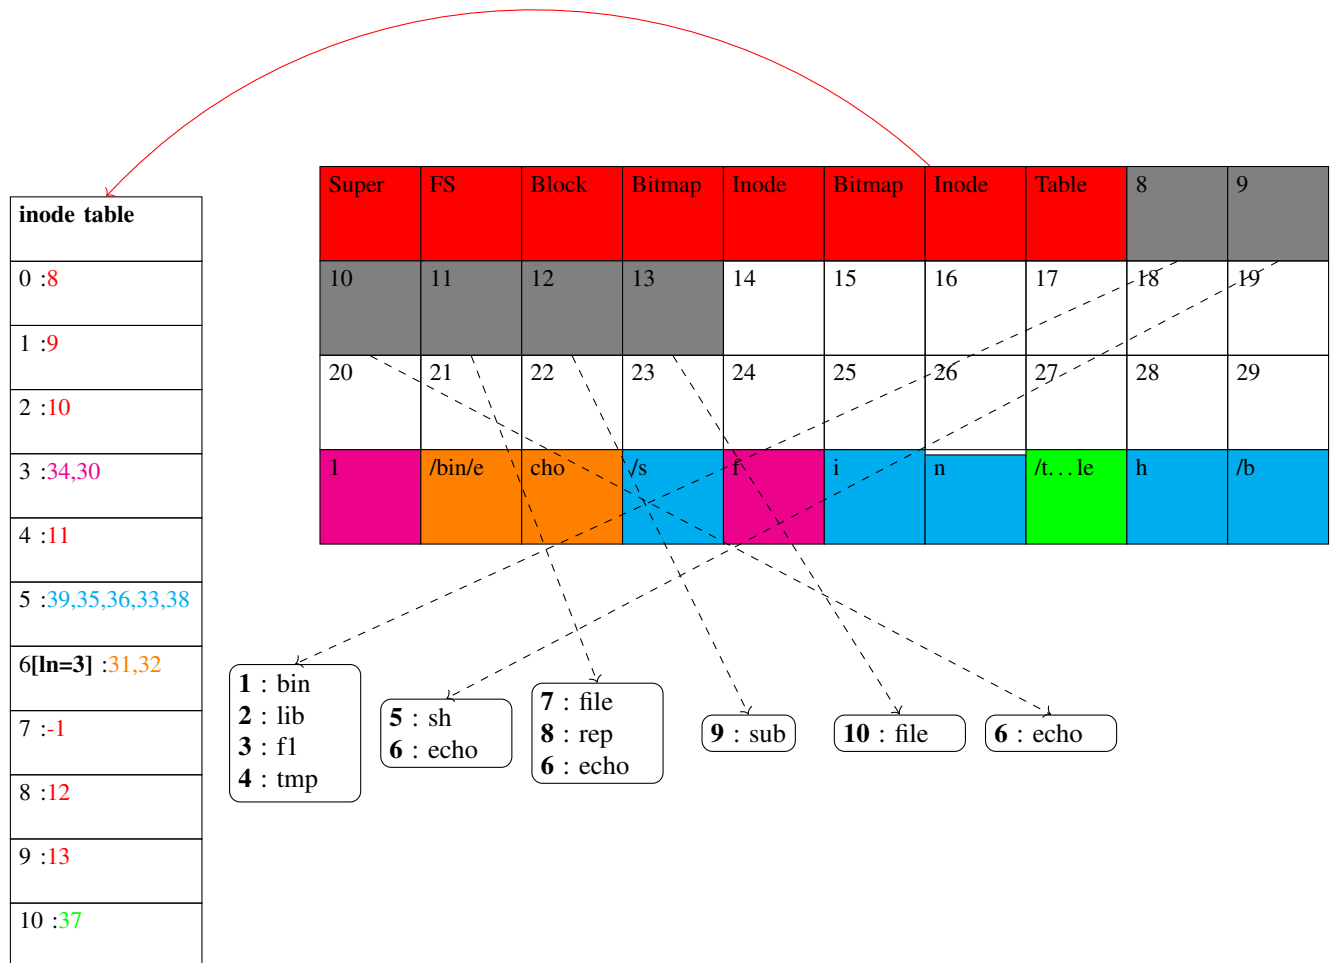 Super FS Block Bitmap Inode Bitmap Inode Table 8 9
10 11 12 13 14 15 16 17 18 19
20 21 22 23 24 25 26 27 28 29
1 /bin/e cho /s f i n /t...le h /b
inode table
0 :8
1 :9
2 :10
3 :34,30
4 :11
5 :39,35,36,33,38
6[ln=3] :31,32
7 :-1
8 :12
9 :13
10 :37
1 : bin
2 : lib
3 : f1
4 : tmp
5 : sh
6 : echo
7 : file
8 : rep
6 : echo
9 : sub
10 : file
6 : echo